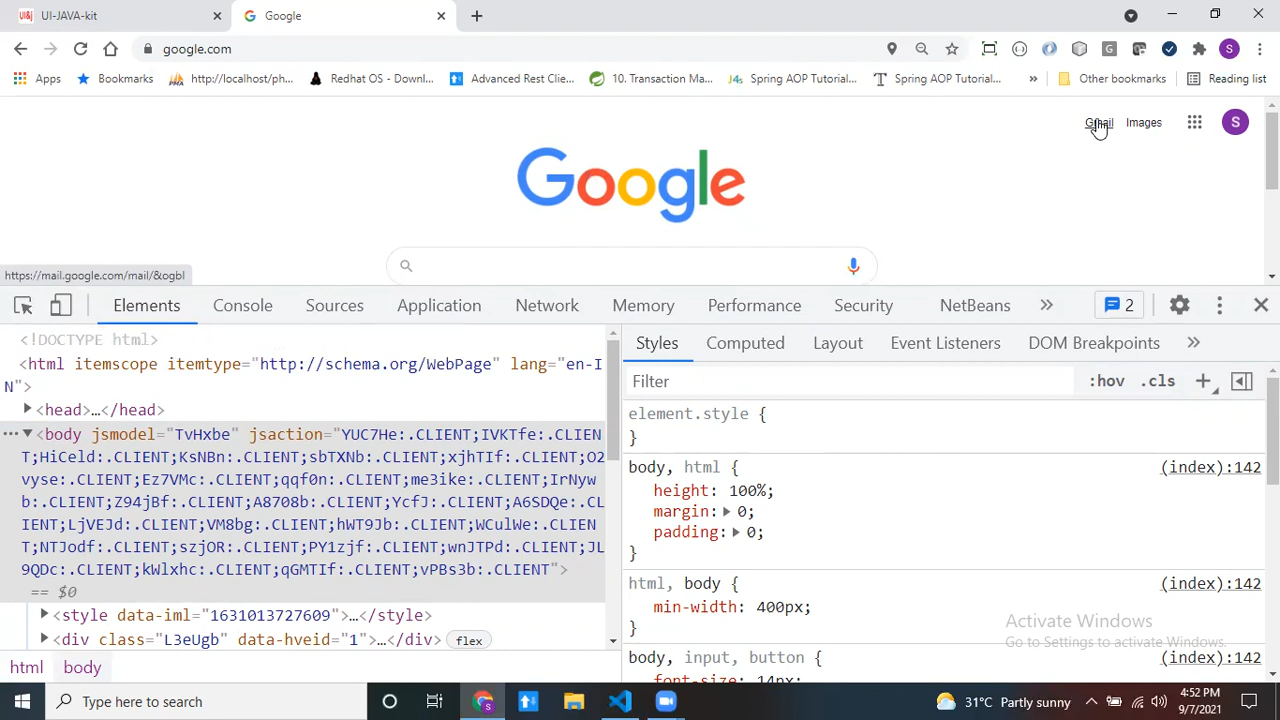 UI&J UI-JAVA-kit
Google
google.com
Apps
Bookmarks
http://localhost/ph...
Redhat OS - Downl...
Advanced Rest Clie...
10. Transaction Ma...
J4s Spring AOP Tutorial...
T Spring AOP Tutorial...
»
Other bookmarks
Reading list
Gmail
Images
S
Google
https://mail.google.com/mail/&ogbl
Elements
Console
Sources
Application
Network
Memory
Performance
Security
NetBeans
»
2
<!DOCTYPE html>
<html itemscope itemtype="http://schema.org/WebPage" lang="en-I
N">
<head>…</head>
<body jsmodel="TvHxbe" jsaction="YUC7He:.CLIENT;IVKTfe:.CLIEN
T;HiCeld:.CLIENT;KsNBn:.CLIENT;sbTXNb:.CLIENT;xjhTIf:.CLIENT;O2
vyse:.CLIENT;Ez7VMc:.CLIENT;qqf0n:.CLIENT;me3ike:.CLIENT;IrNyw
b:.CLIENT;Z94jBf:.CLIENT;A8708b:.CLIENT;YcfJ:.CLIENT;A6SDQe:.CL
IENT;LjVEJd:.CLIENT;VM8bg:.CLIENT;hWT9Jb:.CLIENT;WCulWe:.CLIEN
T;NTJodf:.CLIENT;szjOR:.CLIENT;PY1zjf:.CLIENT;wnJTPd:.CLIENT;JL
9QDc:.CLIENT;kWlxhc:.CLIENT;qGMTIf:.CLIENT;vPBs3b:.CLIENT">
== $0
<style data-iml="1631013727609">…</style>
<div class="L3eUgb" data-hveid="1">…</div> flex
html
body
Styles
Computed
Layout
Event Listeners
DOM Breakpoints
»
Filter
:hov
.cls
+
element.style {
}
body, html { (index):142
height: 100%;
margin: 0;
padding: 0;
}
html, body { (index):142
min-width: 400px;
}
body, input, button { (index):142
font-size: 14px;
Activate Windows
Go to Settings to activate Windows.
Type here to search
31°C Partly sunny
4:52 PM
9/7/2021